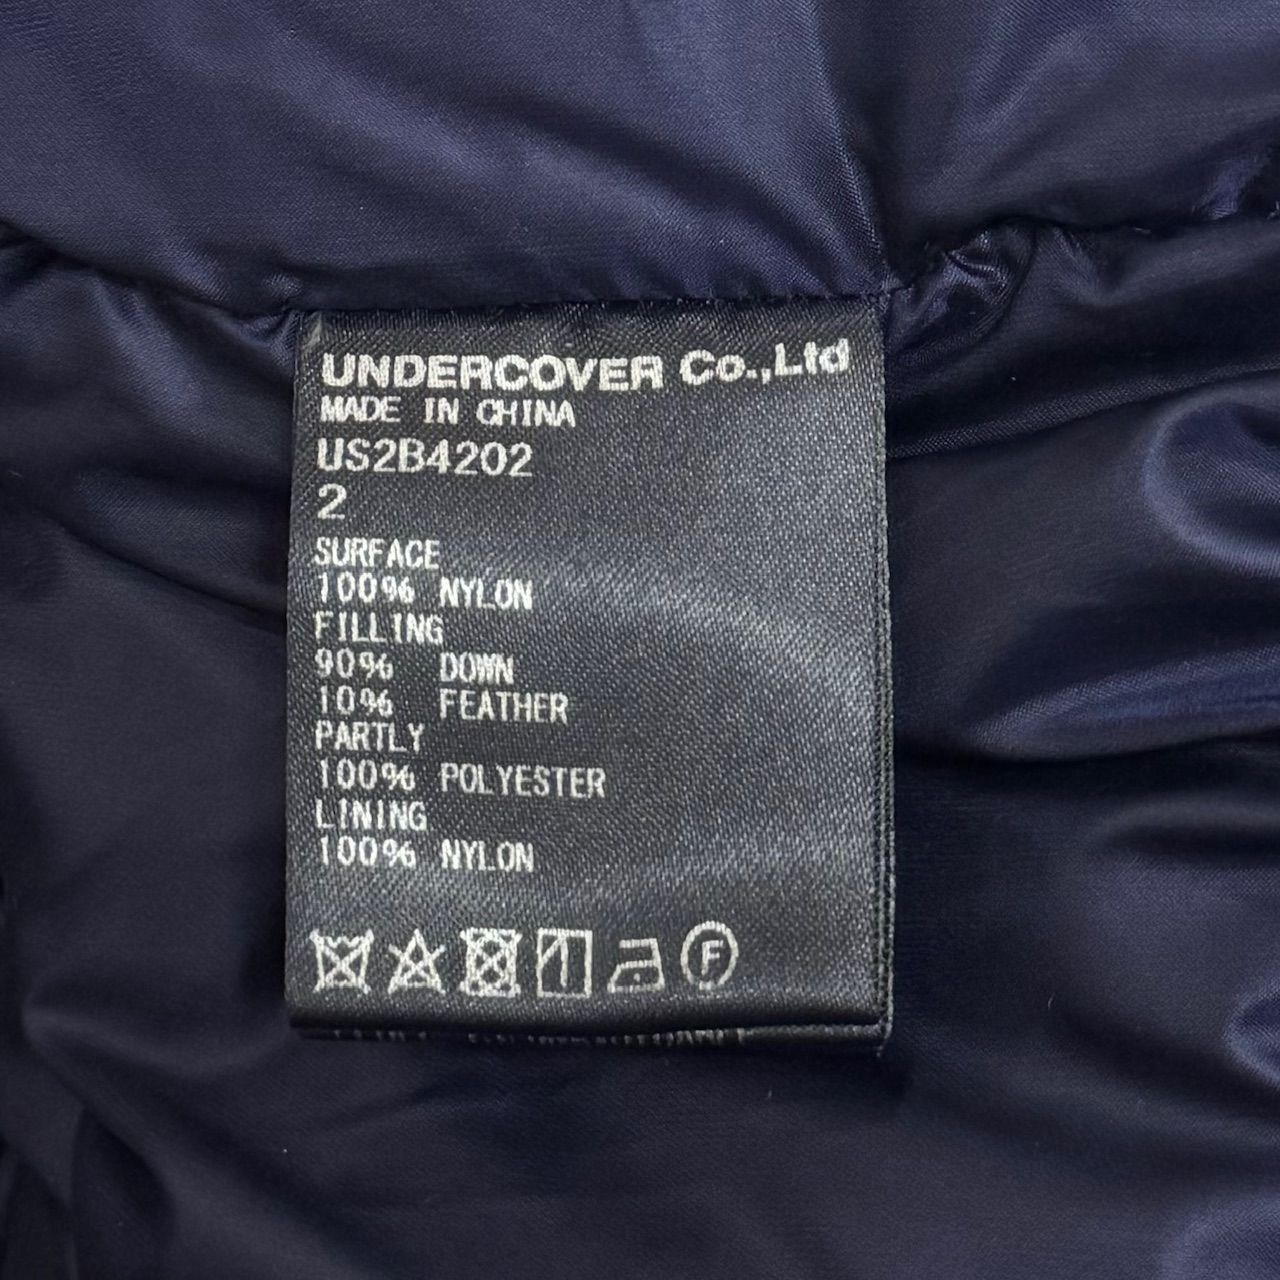 UNDERCOVER Co.,Ltd
MADE IN CHINA
US2B4202
2
SURFACE
100% NYLON
FILLING
90% DOWN
10% FEATHER
PARTLY
100% POLYESTER
LINING
100% NYLON
F